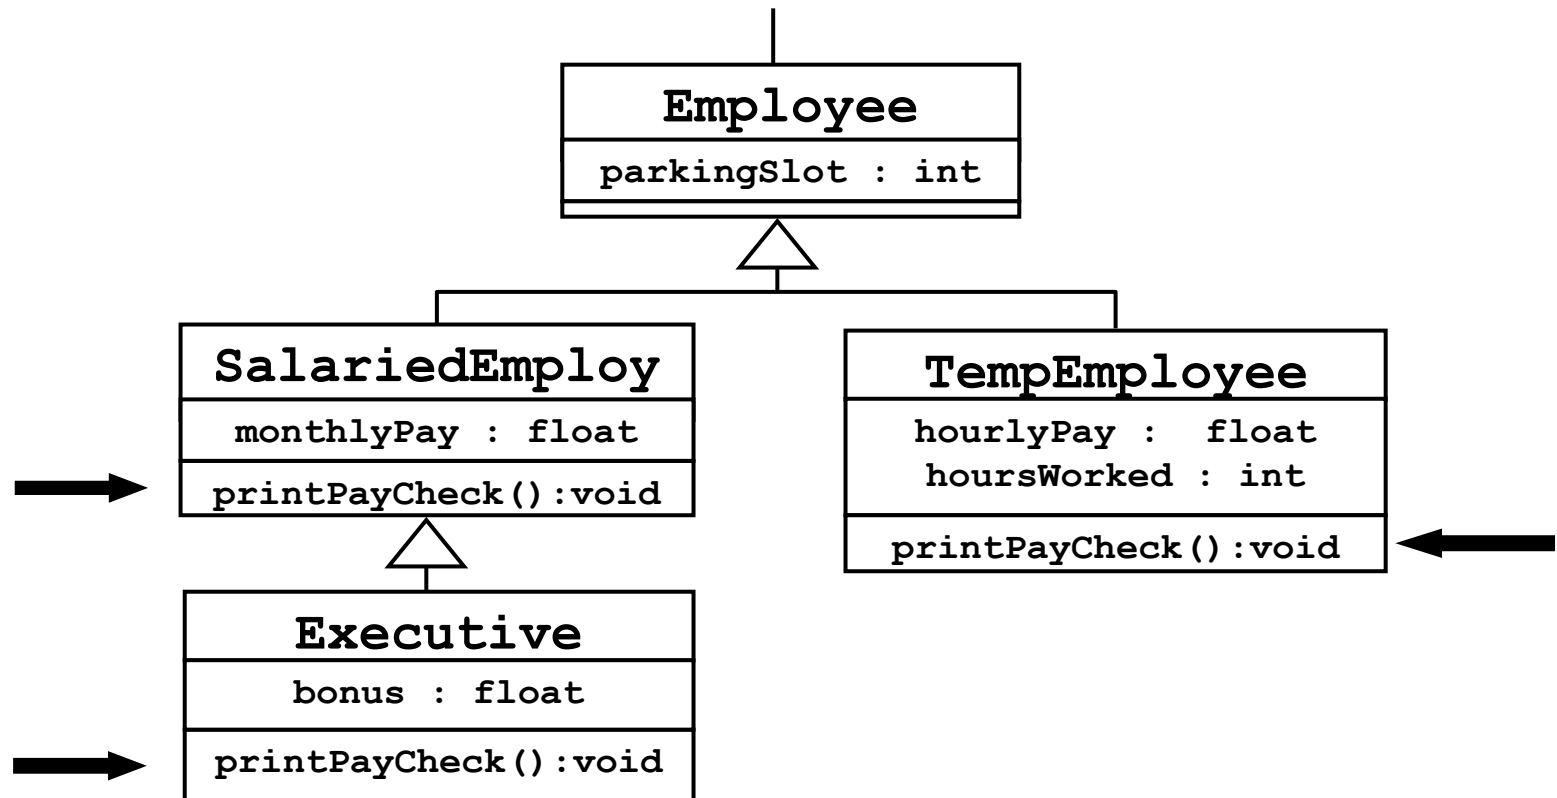 Employee
parkingSlot : int
SalariedEmploy
monthlyPay : float
printPayCheck():void
TempEmployee
hourlyPay :  float
hoursWorked : int
printPayCheck():void
Executive
bonus : float
printPayCheck():void